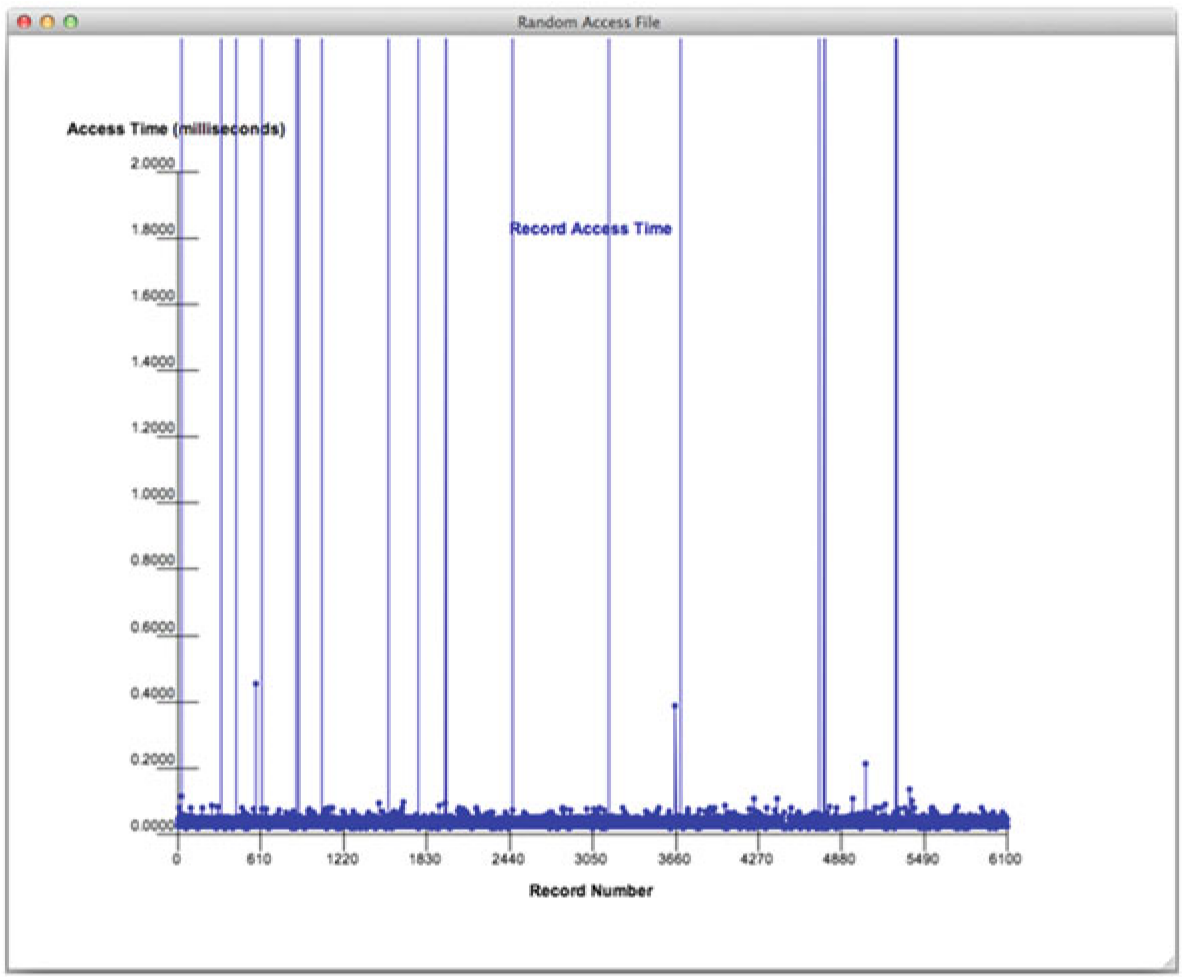 Random Access File
Access Time (milliseconds)
2.0000
1.8000
Record Access Time
1.6000
1.4000
1.2000
1.0000
0.8000
0.6000
0.4000
0.2000
0.0000
0 610 1220 1830 2440 3050 3660 4270 4880 5490 6100
Record Number